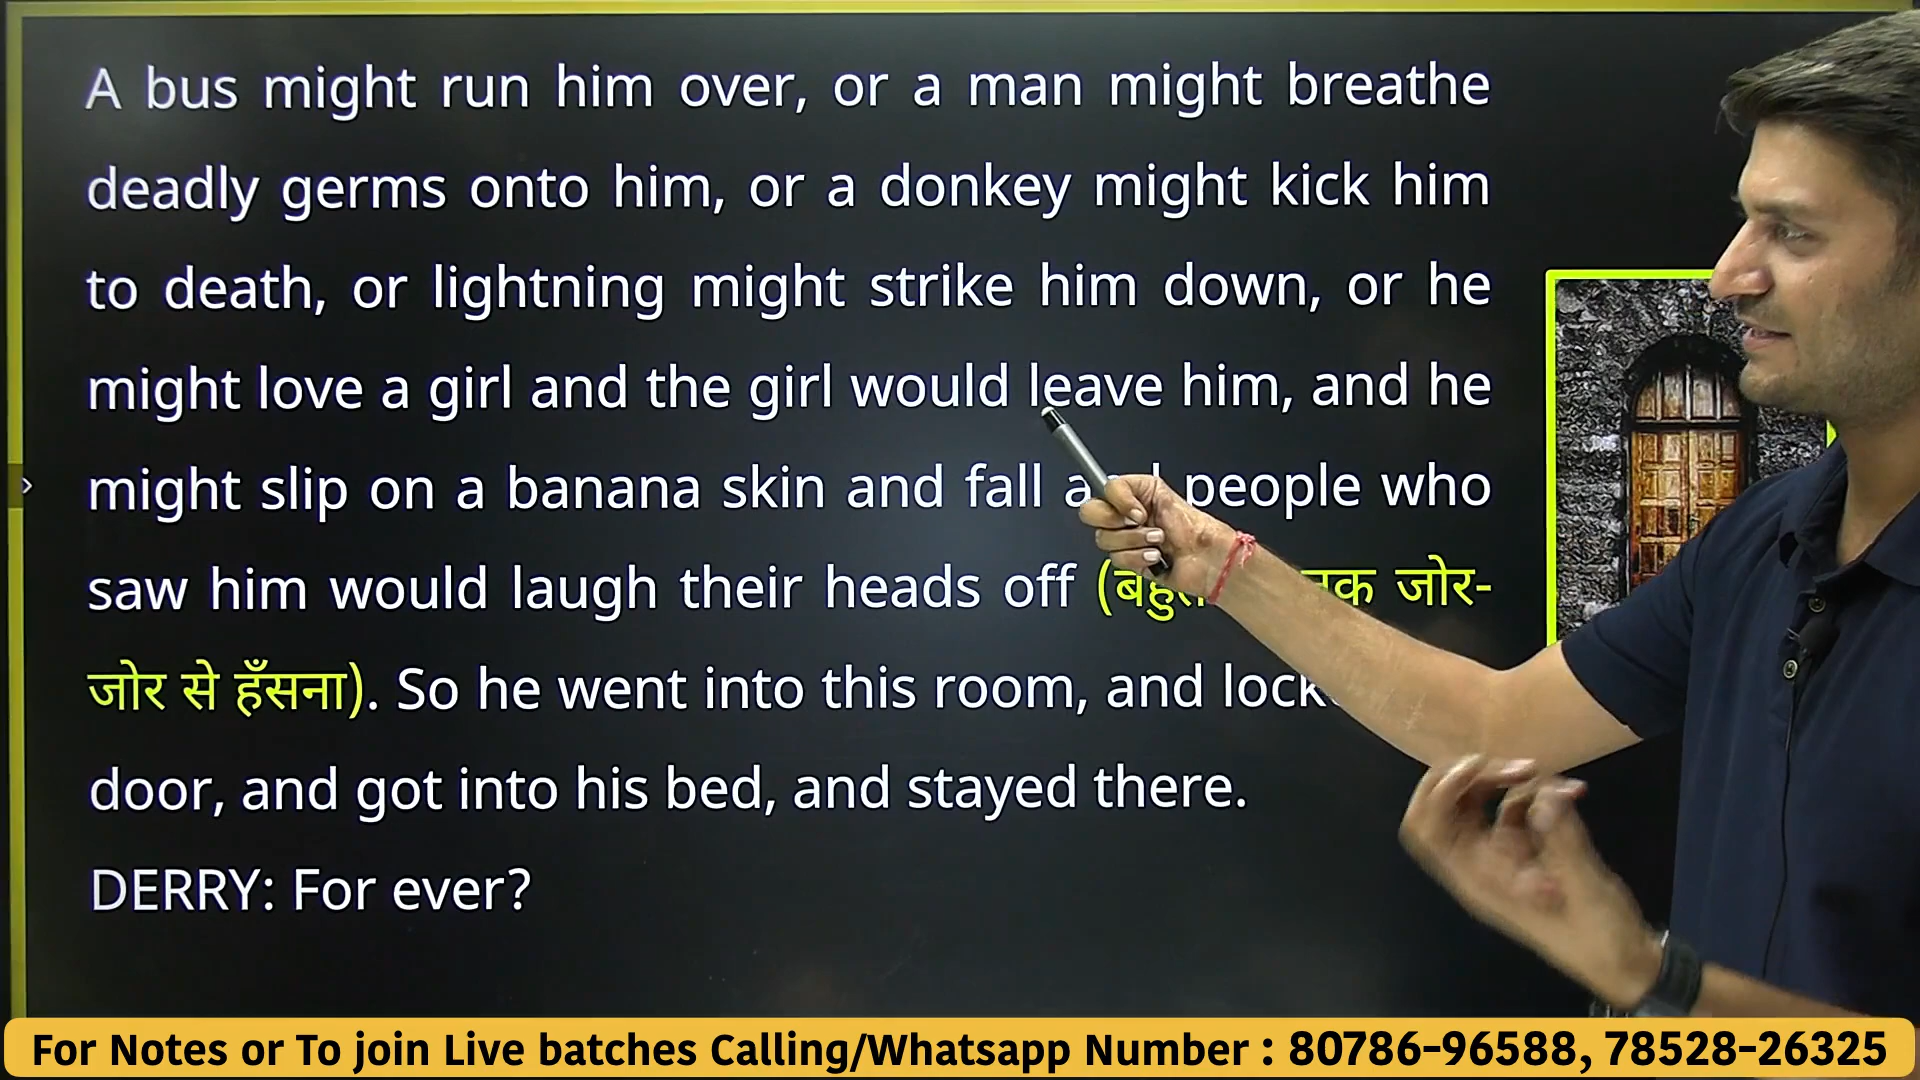 A bus might run him over, or a man might breathe
deadly germs onto him, or a donkey might kick him
to death, or lightning might strike him down, or he
might love a girl and the girl would leave him, and he
might slip on a banana skin and fall people who
saw him would laugh their heads off (जोर-
जोर से हँसना). So he went into this room, and
door, and got into his bed, and stayed there.
DERRY: For ever?
For Notes or To join Live batches Calling/Whatsapp Number : 80786-96588, 78528-26325